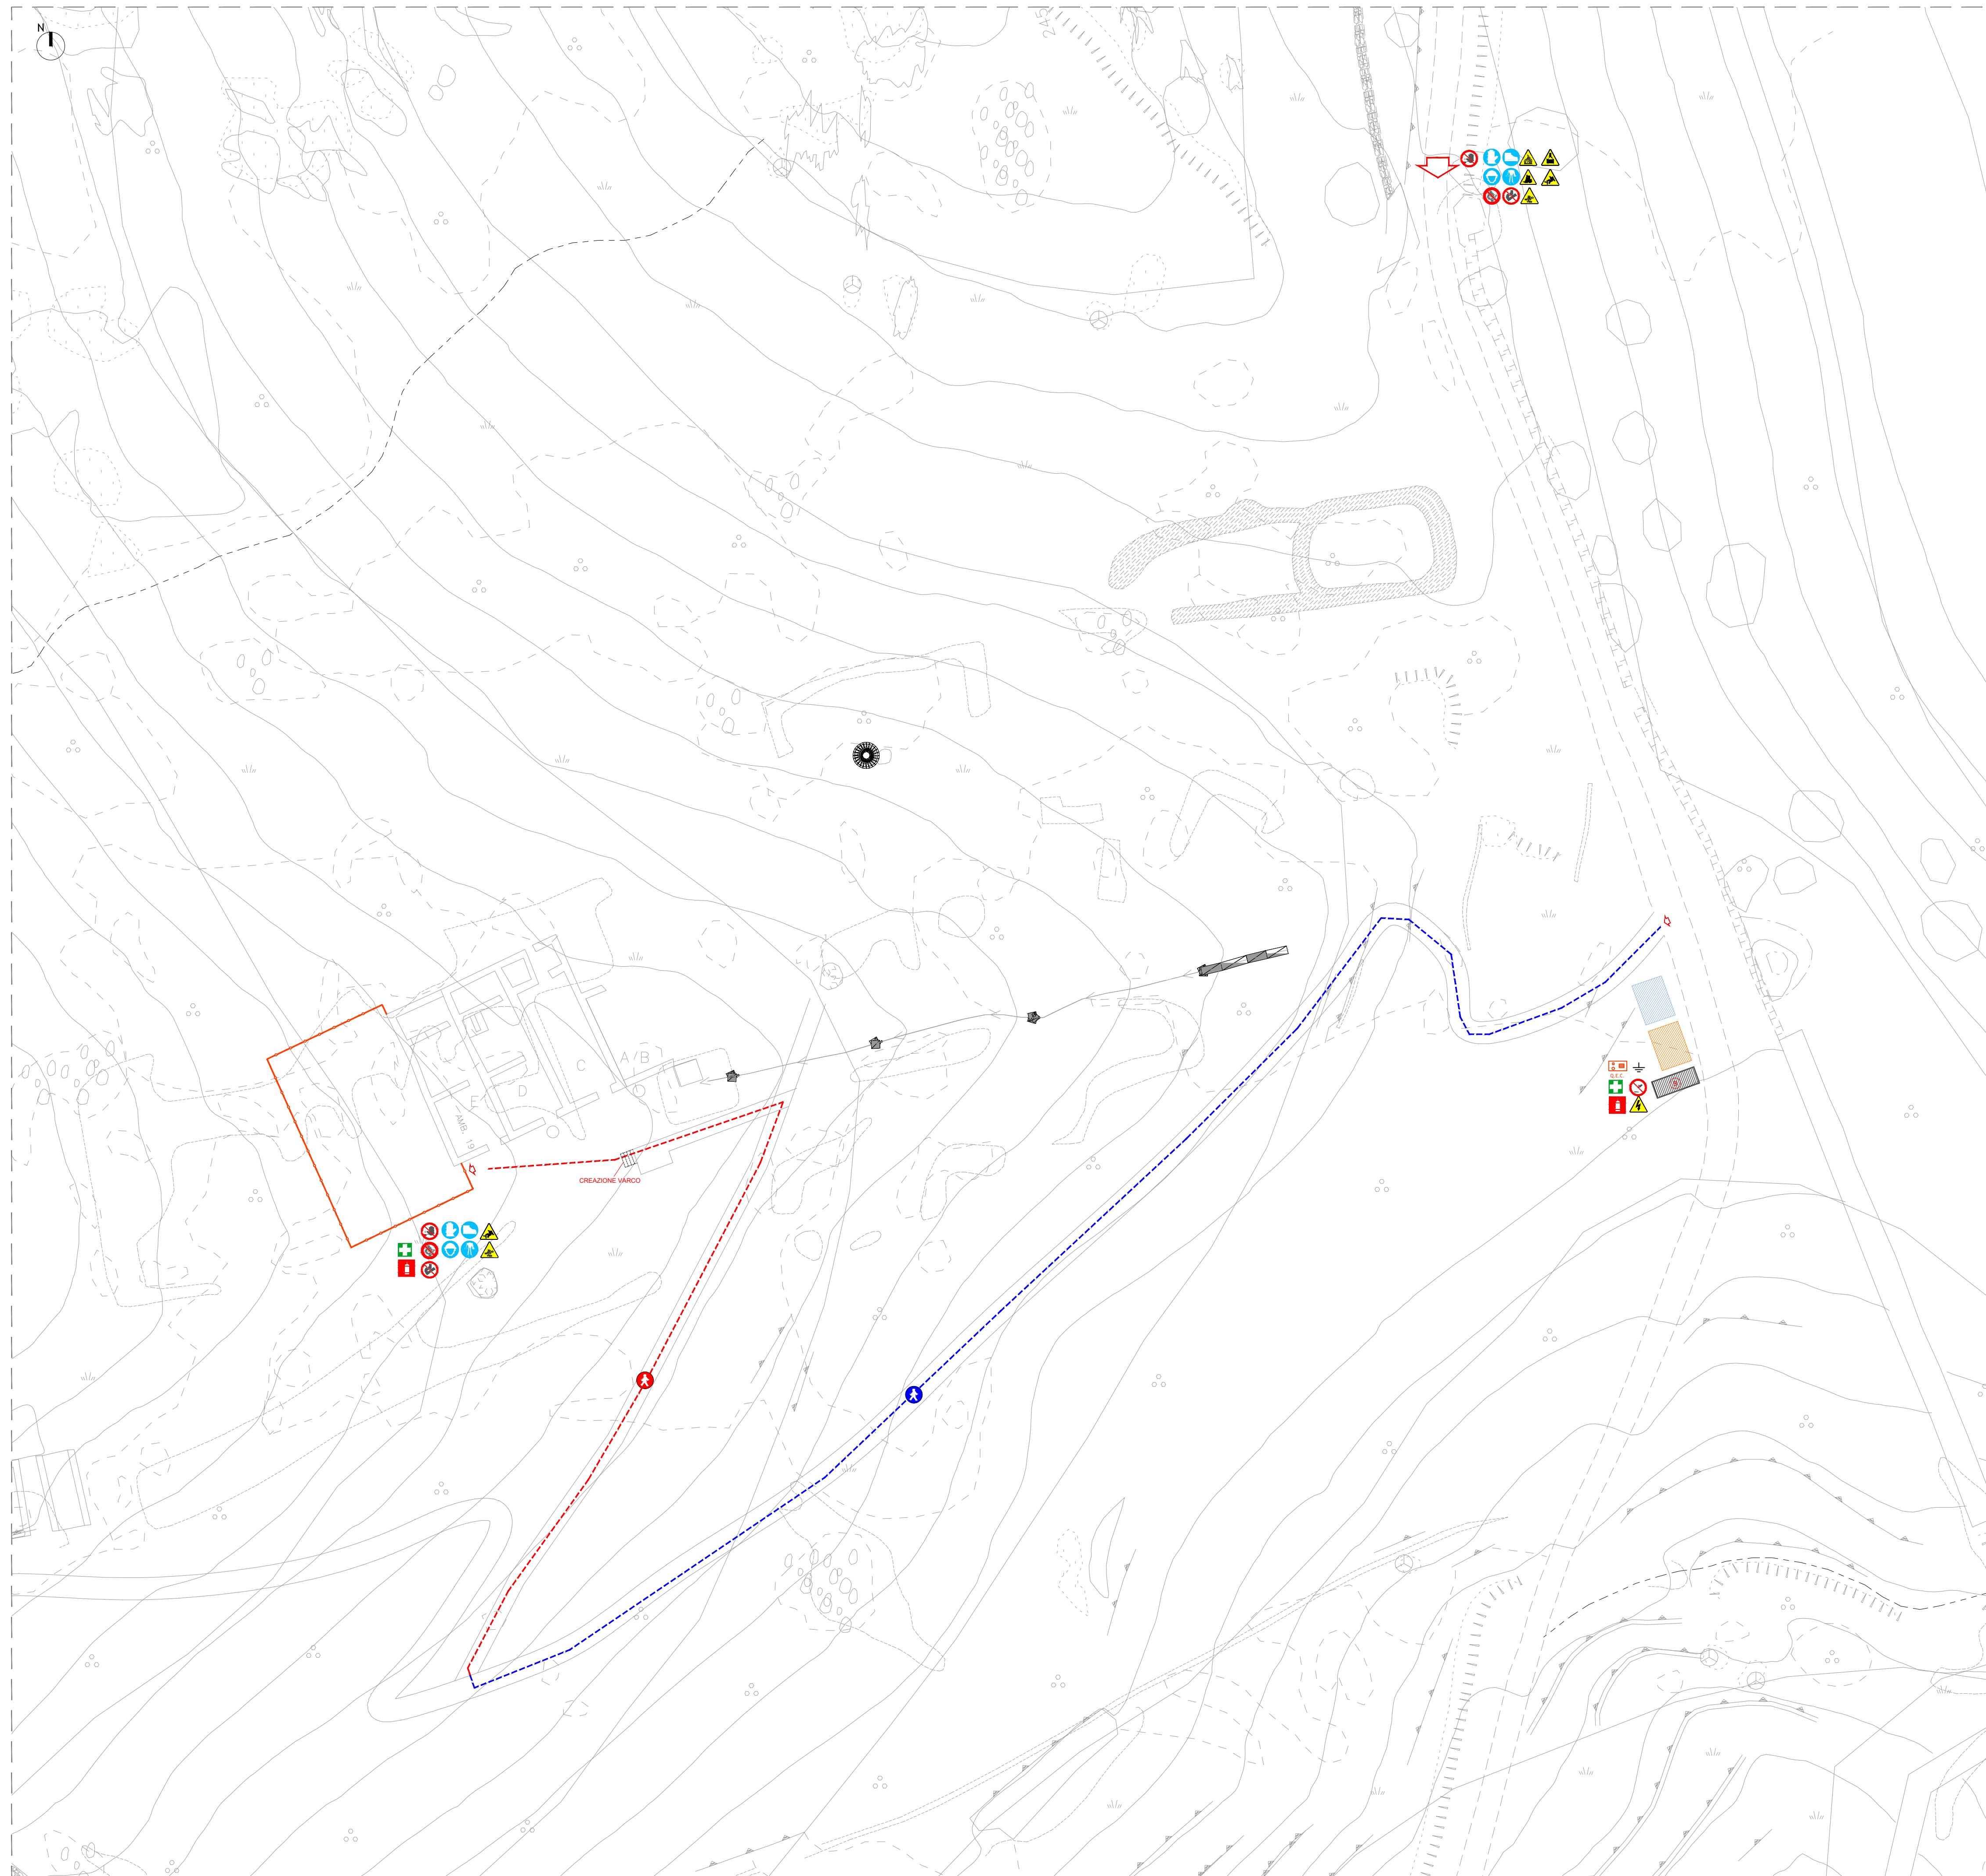 N
A/B
C
D
E
AMB. 19
CREAZIONE VARCO
Q.E.C.